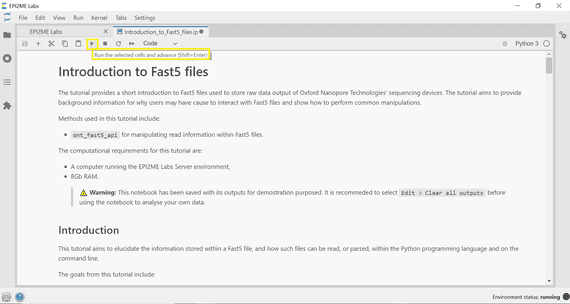 EPI2ME Labs
File Edit View Run Kernel Tabs Settings
EPI2ME Labs
Introduction_to_Fast5_files.ip
Code
Python 3
Run the selected cells and advance (Shift+Enter)
Introduction to Fast5 files
The tutorial provides a short introduction to Fast5 files used to store raw data output of Oxford Nanopore Technologies' sequencing devices. The tutorial aims to provide
background information for why users may have cause to interact with Fast5 files and show how to perform common manipulations.
Methods used in this tutorial include:
• ont_fast5_api for manipulating read information within Fast5 files.
The computational requirements for this tutorial are:
• A computer running the EPI2ME Labs Server environment,
• 8Gb RAM.
Warning: This notebook has been saved with its outputs for demostration purposed. It is recommeded to select Edit > Clear all outputs before
using the notebook to analyse your own data.
Introduction
This tutorial aims to elucidate the information stored within a Fast5 file, and how such files can be read, or parsed, within the Python programming language and on the
command line.
The goals from this tutorial include:
Environment status: running